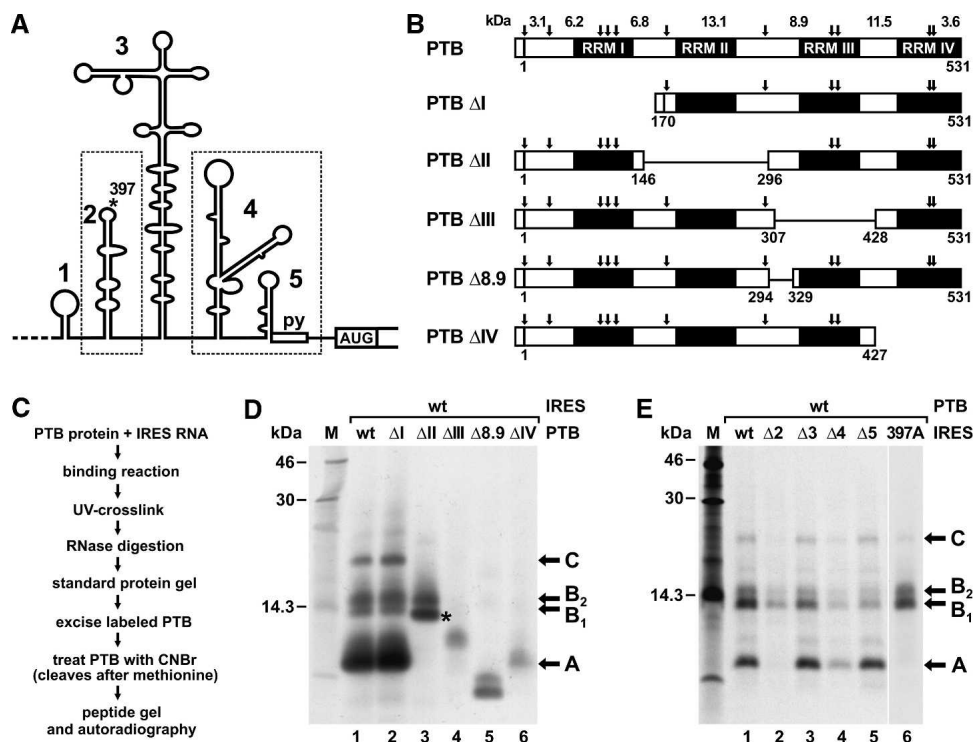 A
3
397
*
2
4
1
5
py
AUG
B
kDa 3.1 6.2 6.8 13.1 8.9 11.5 3.6
PTB RRM I RRM II RRM III RRM IV
1 531
PTB ΔI
170 531
PTB ΔII
1 146 296 531
PTB ΔIII
1 307 428 531
PTB Δ8.9
1 294 329 531
PTB ΔIV
1 427
C
PTB protein + IRES RNA
binding reaction
UV-crosslink
RNase digestion
standard protein gel
excise labeled PTB
treat PTB with CNBr
(cleaves after methionine)
peptide gel
and autoradiography
D
wt IRES
kDa M wt ΔI ΔII ΔIII Δ8.9 ΔIV PTB
46
30
C
14.3
B2
B1
*
A
1 2 3 4 5 6
E
wt PTB
kDa M wt Δ2 Δ3 Δ4 Δ5 397A IRES
46
30
C
14.3
B2
B1
A
1 2 3 4 5 6